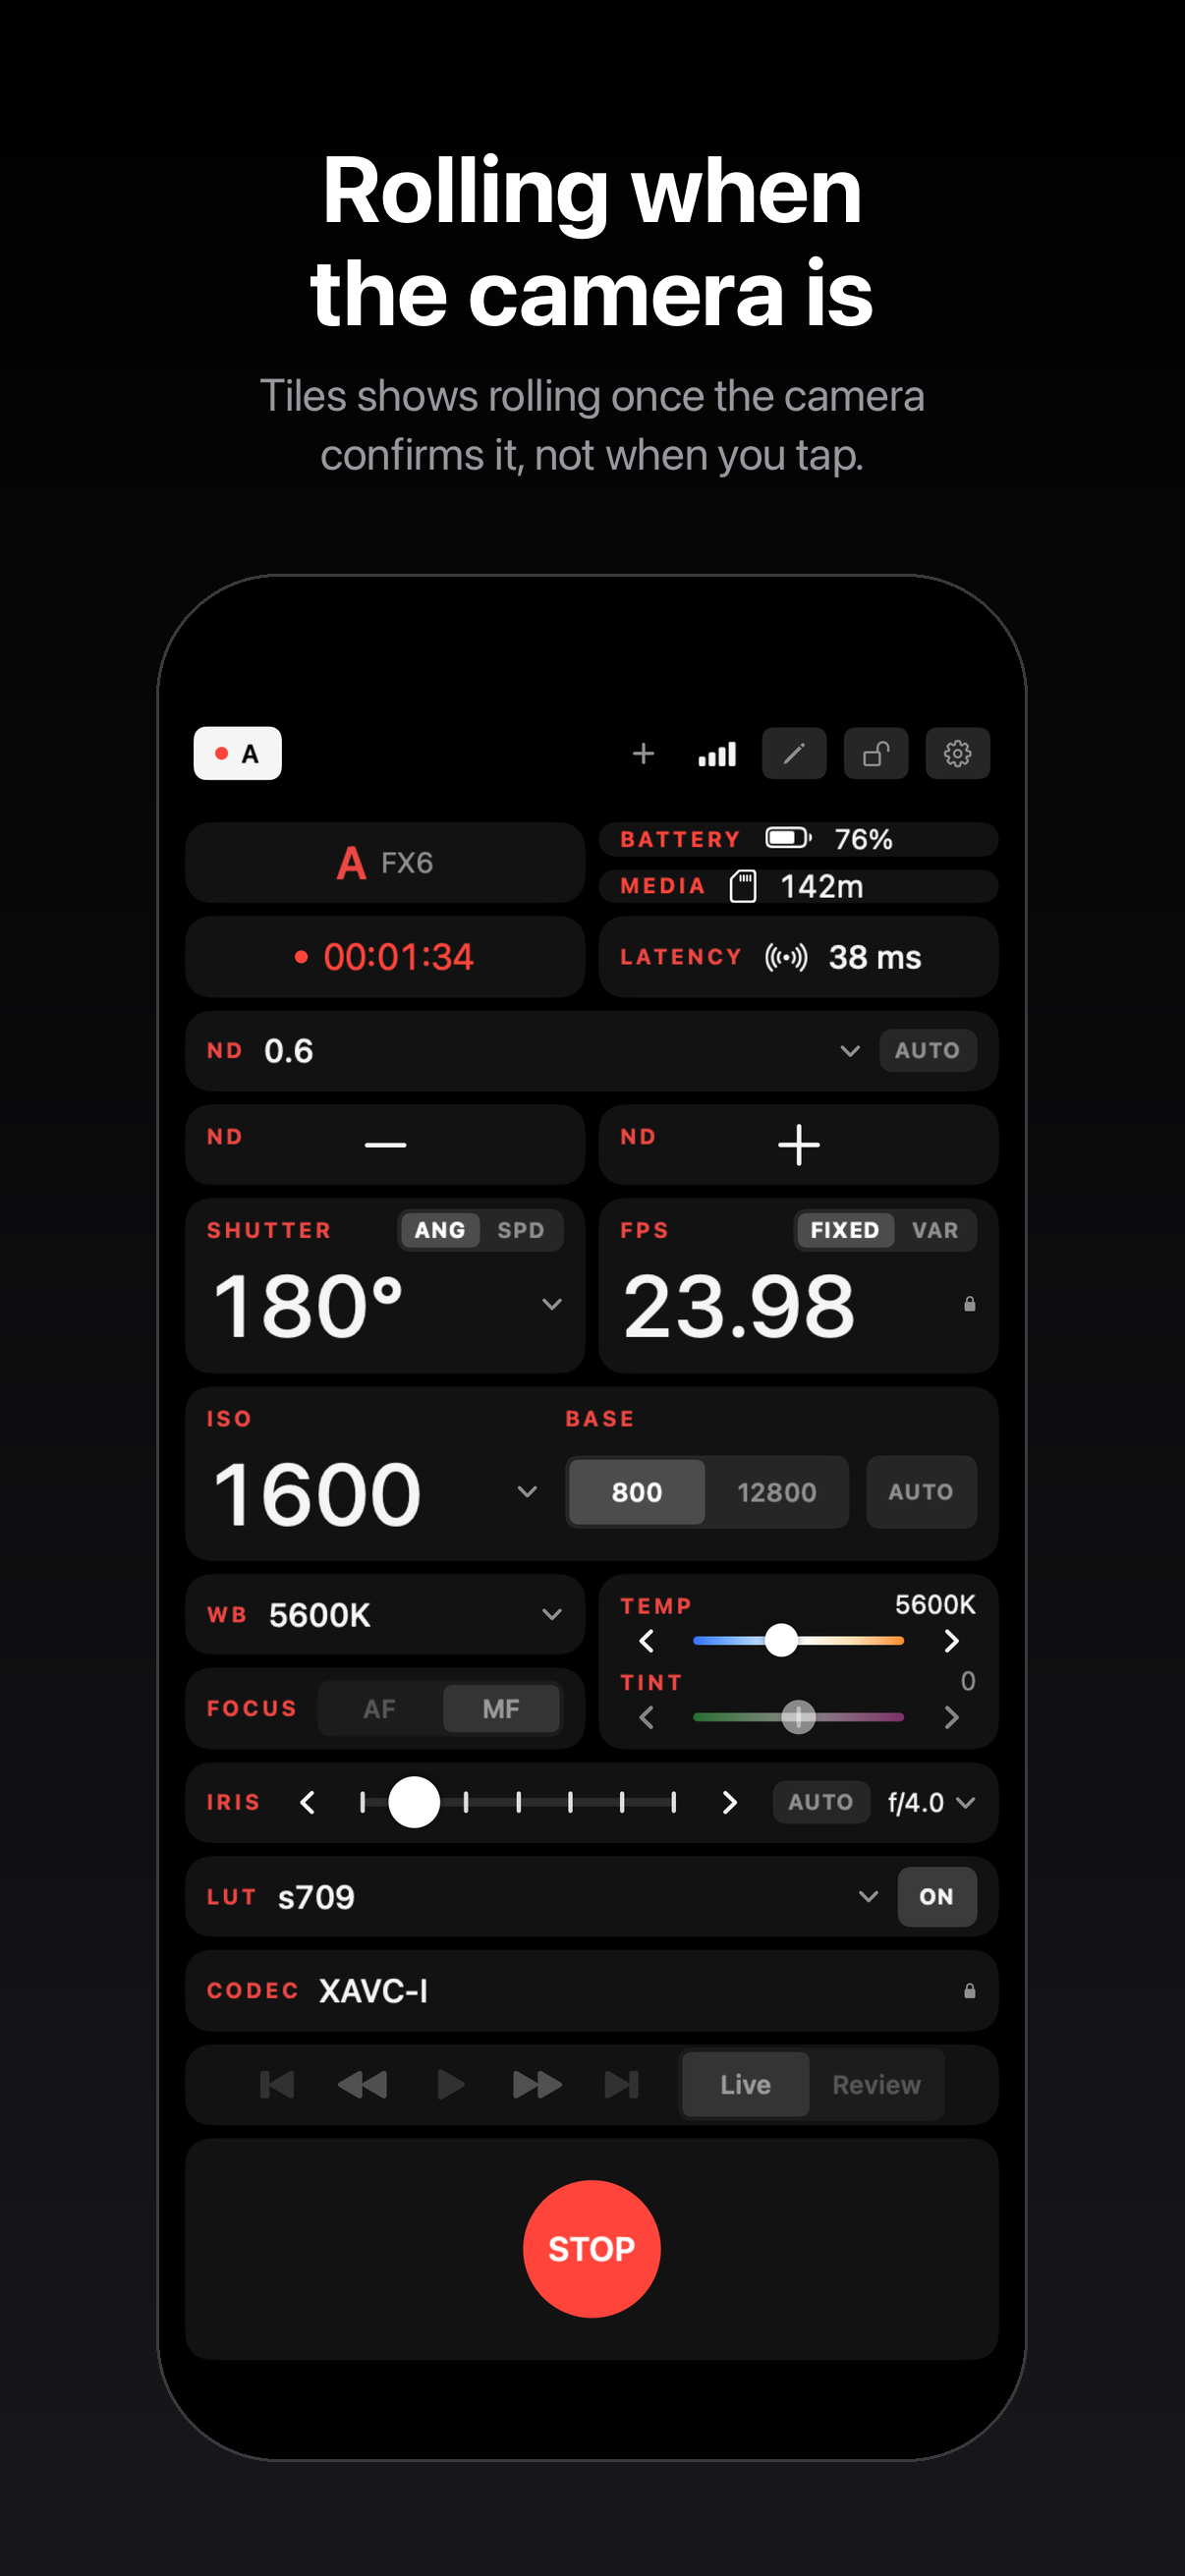 Rolling when
the camera is
Tiles shows rolling once the camera
confirms it, not when you tap.
A
A FX6
BATTERY 76%
MEDIA 142m
00:01:34
LATENCY 38 ms
ND 0.6 AUTO
ND —
ND +
SHUTTER ANG SPD
180°
FPS FIXED VAR
23.98
ISO BASE
1600 800 12800 AUTO
WB 5600K
TEMP 5600K
TINT 0
FOCUS AF MF
IRIS AUTO f/4.0
LUT s709 ON
CODEC XAVC-I
Live Review
STOP